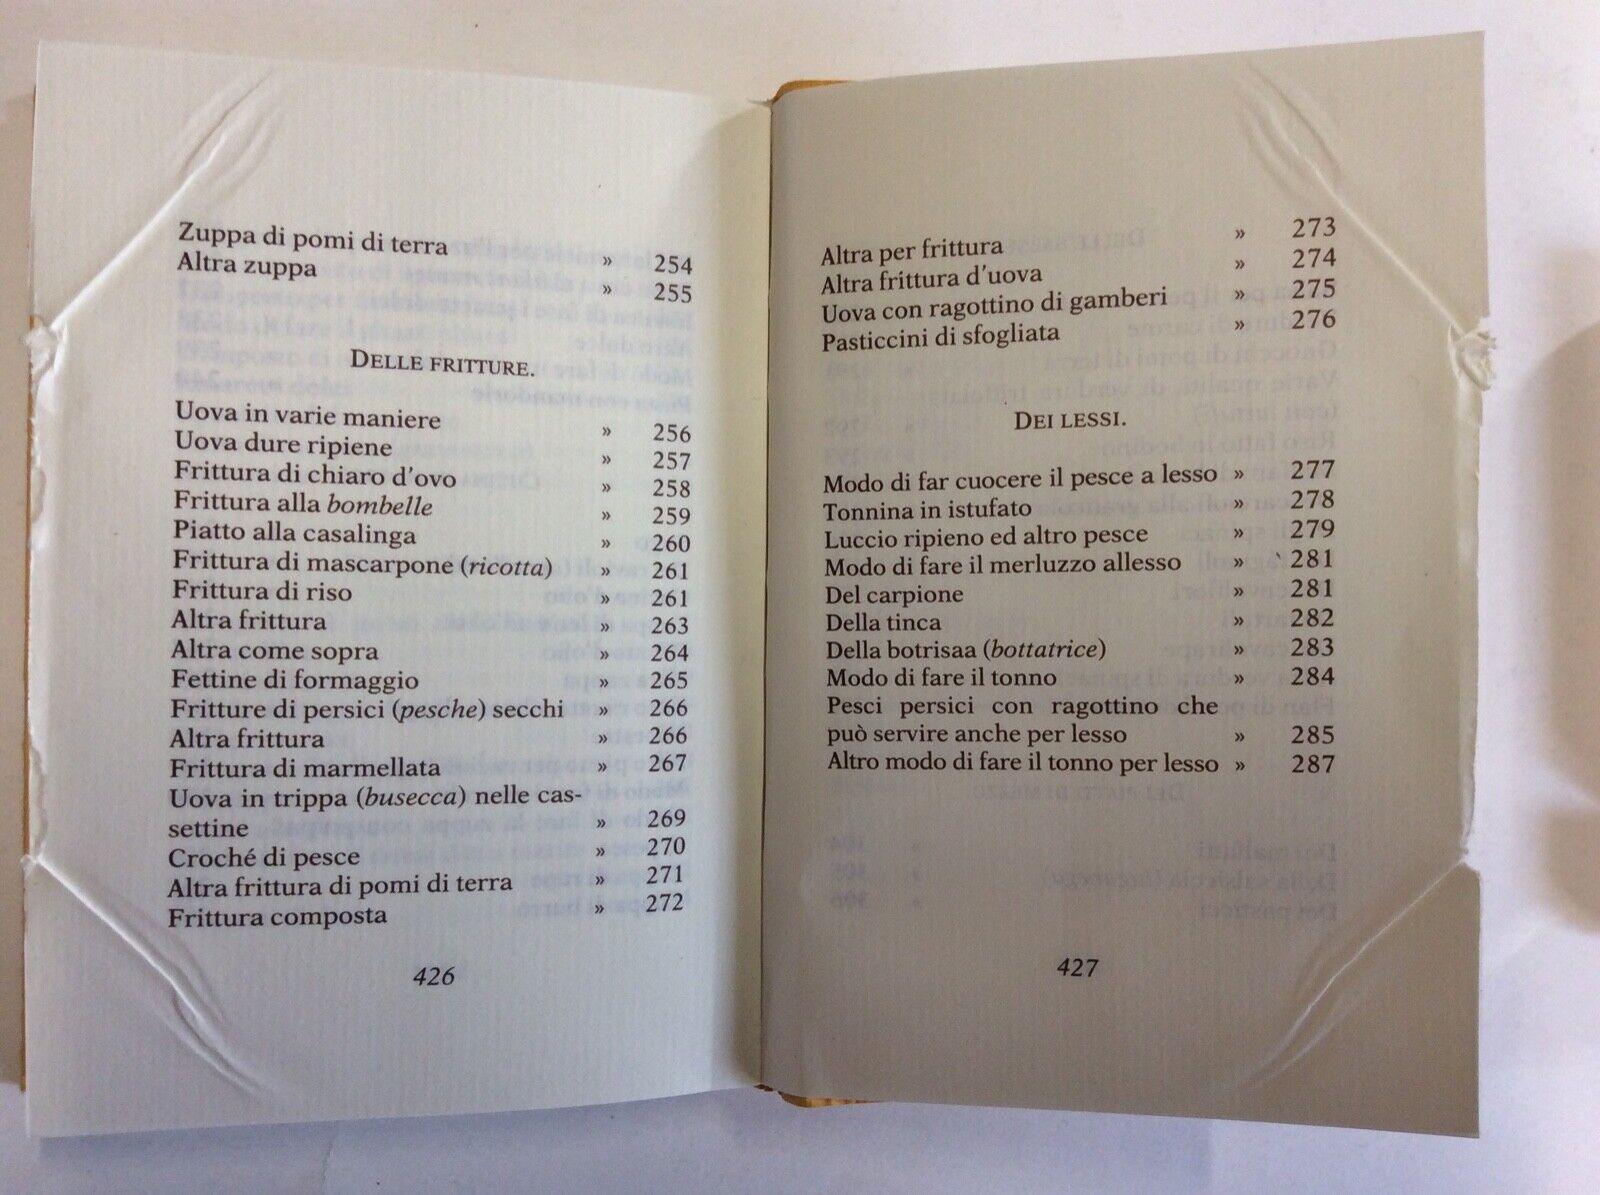 Zuppa di pomi di terra » 254
Altra zuppa » 255
DELLE FRITTURE.
Uova in varie maniere » 256
Uova dure ripiene » 257
Frittura di chiaro d'ovo » 258
Frittura alla bombelle » 259
Piatto alla casalinga » 260
Frittura di mascarpone (ricotta) » 261
Frittura di riso » 261
Altra frittura » 263
Altra come sopra » 264
Fettine di formaggio » 265
Fritture di persici (pesche) secchi » 266
Altra frittura » 266
Frittura di marmellata » 267
Uova in trippa (busecca) nelle cas-
settine » 269
Croché di pesce » 270
Altra frittura di pomi di terra » 271
Frittura composta » 272
426
Altra per frittura » 273
Altra frittura d'uova » 274
Uova con ragottino di gamberi » 275
Pasticcini di sfogliata » 276
DEI LESSI.
Modo di far cuocere il pesce a lesso » 277
Tonnina in istufato » 278
Luccio ripieno ed altro pesce » 279
Modo di fare il merluzzo allesso » 281
Del carpione » 281
Della tinca » 282
Della botrisaa (bottatrice) » 283
Modo di fare il tonno » 284
Pesci persici con ragottino che
può servire anche per lesso » 285
Altro modo di fare il tonno per lesso » 287
427